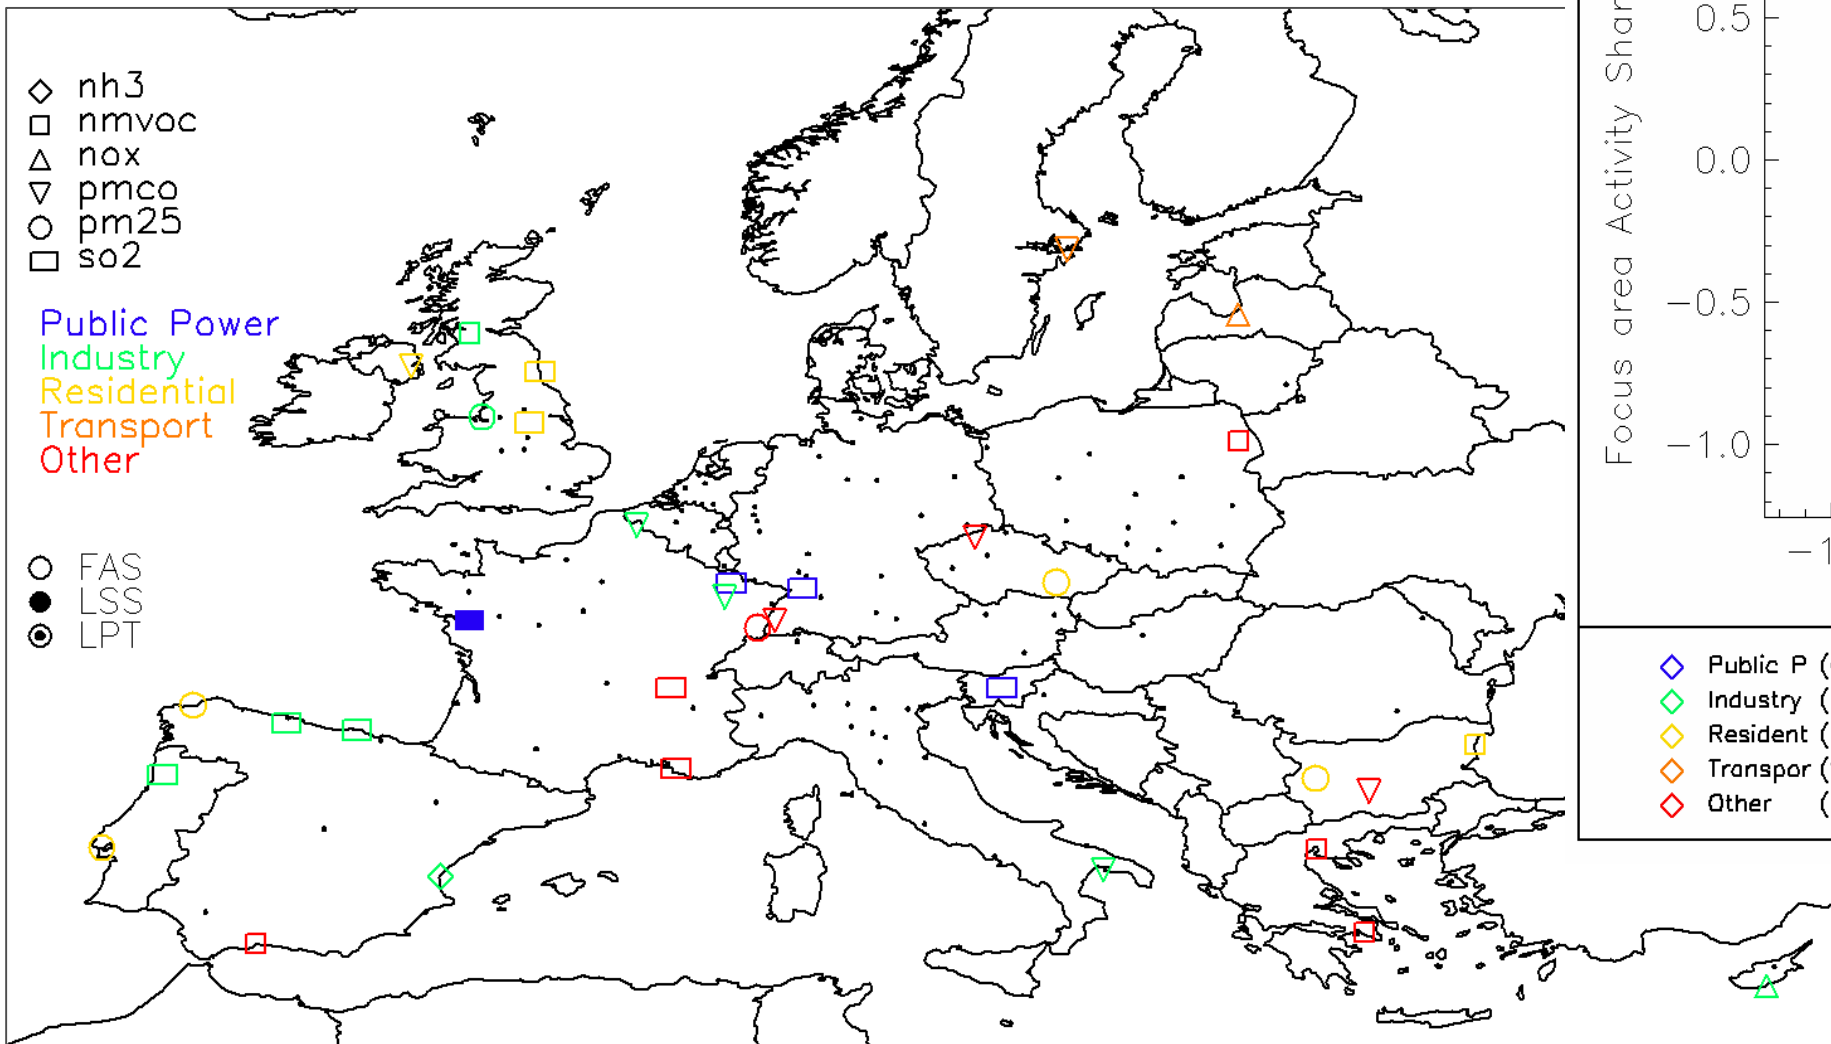 nh3
nmvoc
nox
pmco
pm25
so2
Public Power
Industry
Residential
Transport
Other
FAS
LSS
LPT
Focus area Activity Shar
0.5
0.0
−0.5
−1.0
−1
Public P (
Industry (
Resident (
Transpor (
Other (